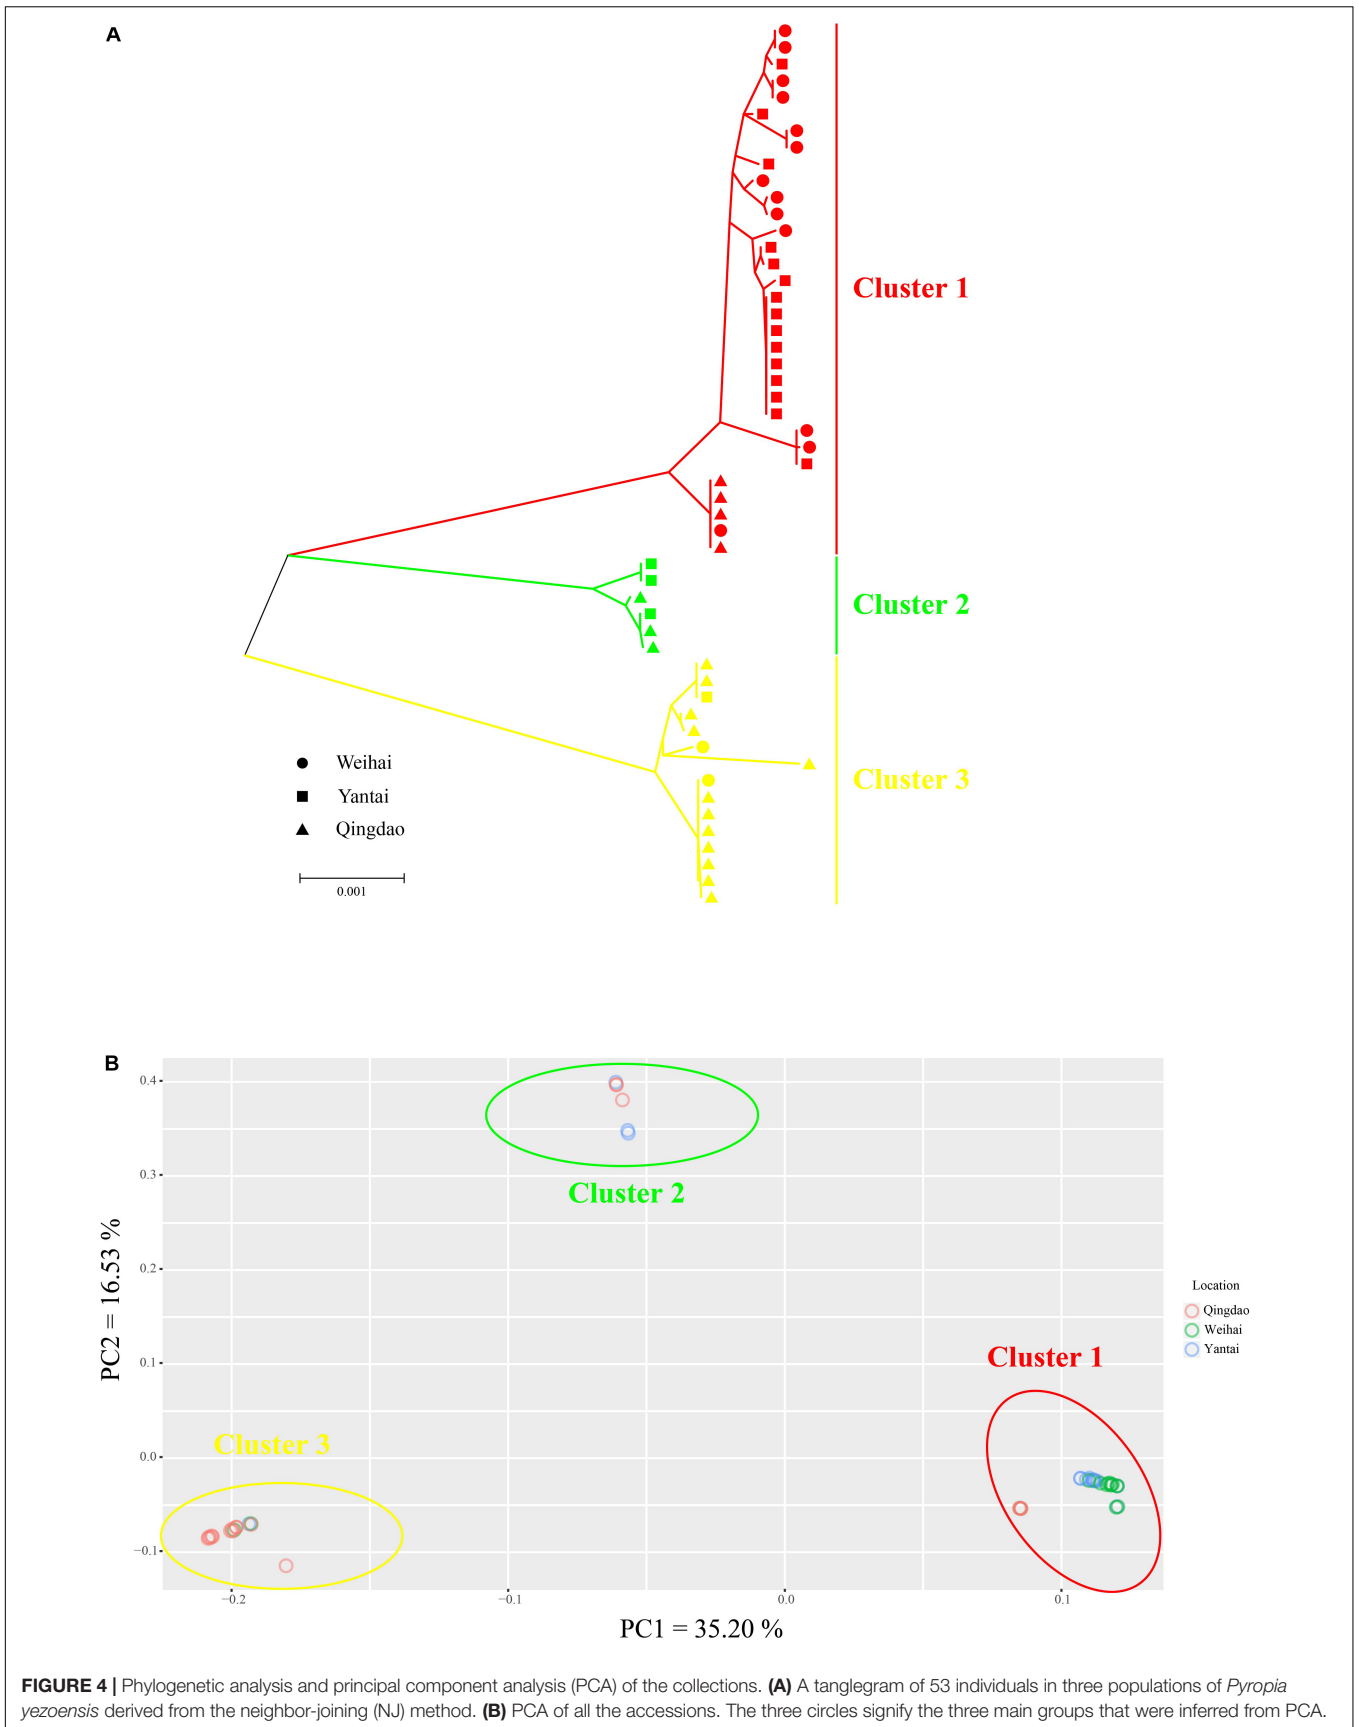 A
Cluster 1
Cluster 2
Cluster 3
Weihai
Yantai
Qingdao
0.001
B
0.4
0.3
0.2
0.1
0.0
−0.1
PC2 = 16.53 %
Cluster 2
Cluster 1
Cluster 3
Location
Qingdao
Weihai
Yantai
−0.2
−0.1
0.0
0.1
PC1 = 35.20 %
FIGURE 4 | Phylogenetic analysis and principal component analysis (PCA) of the collections. (A) A tanglegram of 53 individuals in three populations of Pyropia
yezoensis derived from the neighbor-joining (NJ) method. (B) PCA of all the accessions. The three circles signify the three main groups that were inferred from PCA.